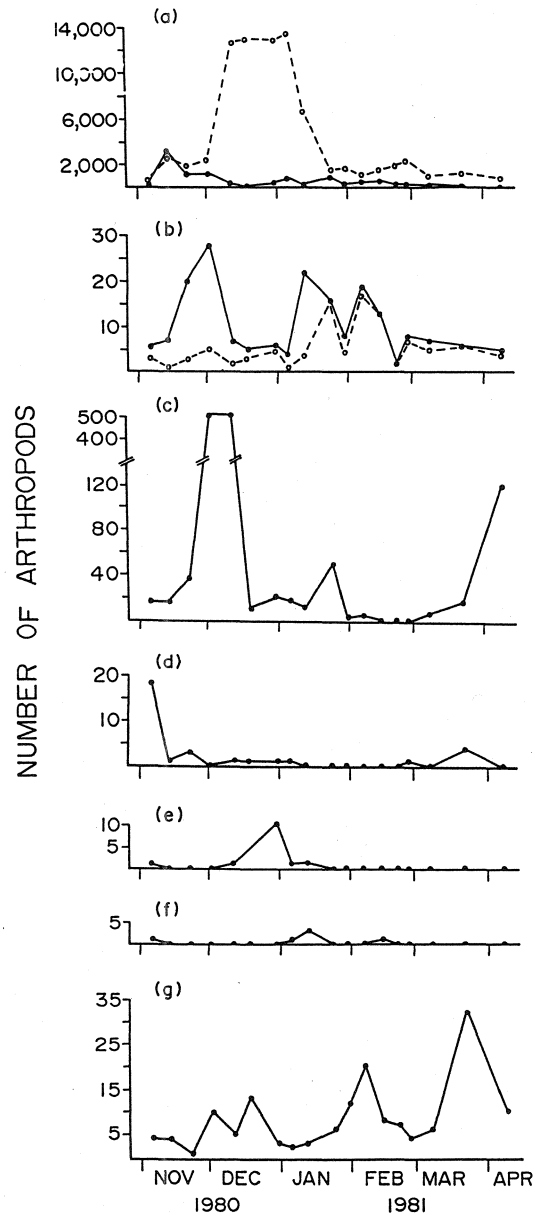 (a)
14,000
10,000
6,000
2,000
(b)
30
20
10
(c)
500
400
120
80
40
(d)
20
10
(e)
10
5
(f)
5
(g)
35
25
15
5
NUMBER OF ARTHROPODS
NOV DEC JAN FEB MAR APR
1980 1981